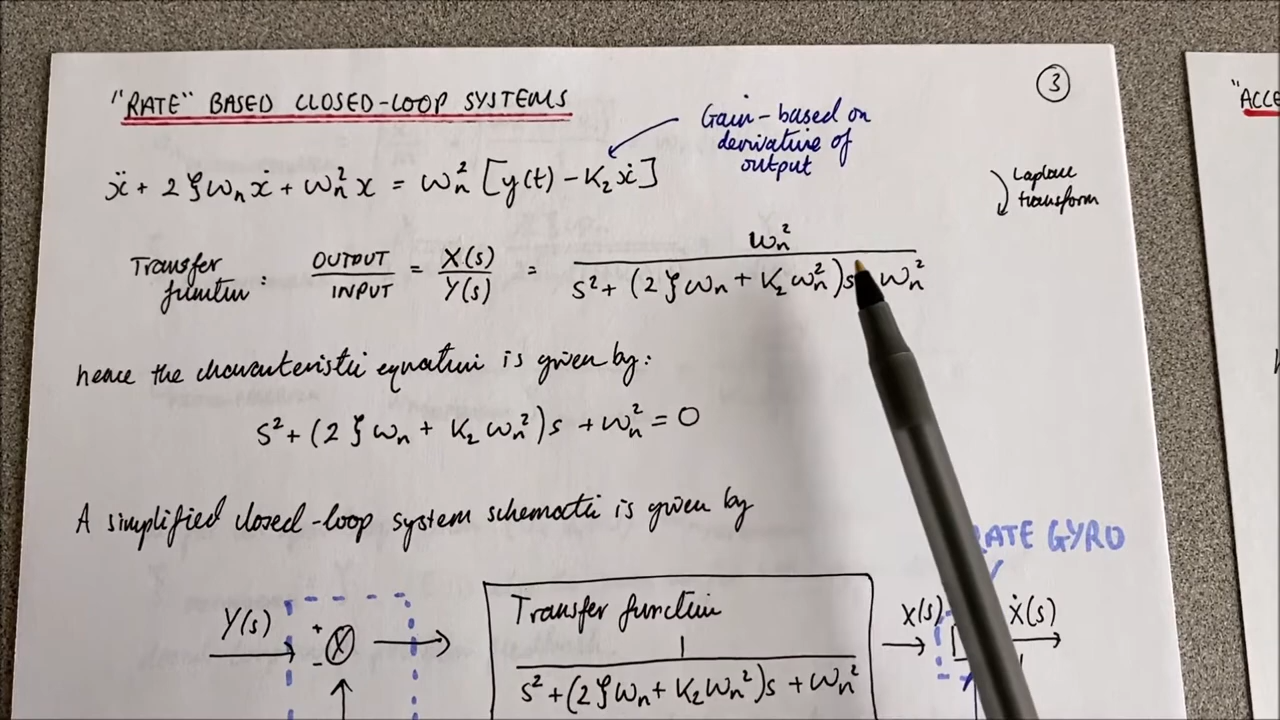 "RATE" BASED CLOSED-LOOP SYSTEMS
3
"ACCE
Gain-based on
derivative of
output
ẍ + 2ζωₙẋ + ωₙ²x = ωₙ² [y(t) - K₂ẋ]
Laplace
transform
Transfer
function : OUTPUT/INPUT = X(s)/Y(s) = ωₙ² / s² + (2ζωₙ + K₂ωₙ²)s ωₙ²
hence the characteristic equation is given by:
s² + (2ζωₙ + K₂ωₙ²)s + ωₙ² = 0
A simplified closed-loop system schematic is given by
RATE GYRO
Y(s)
+
-
X
Transfer function
1 / s² + (2ζωₙ + K₂ωₙ²)s + ωₙ²
X(s)
Ẋ(s)